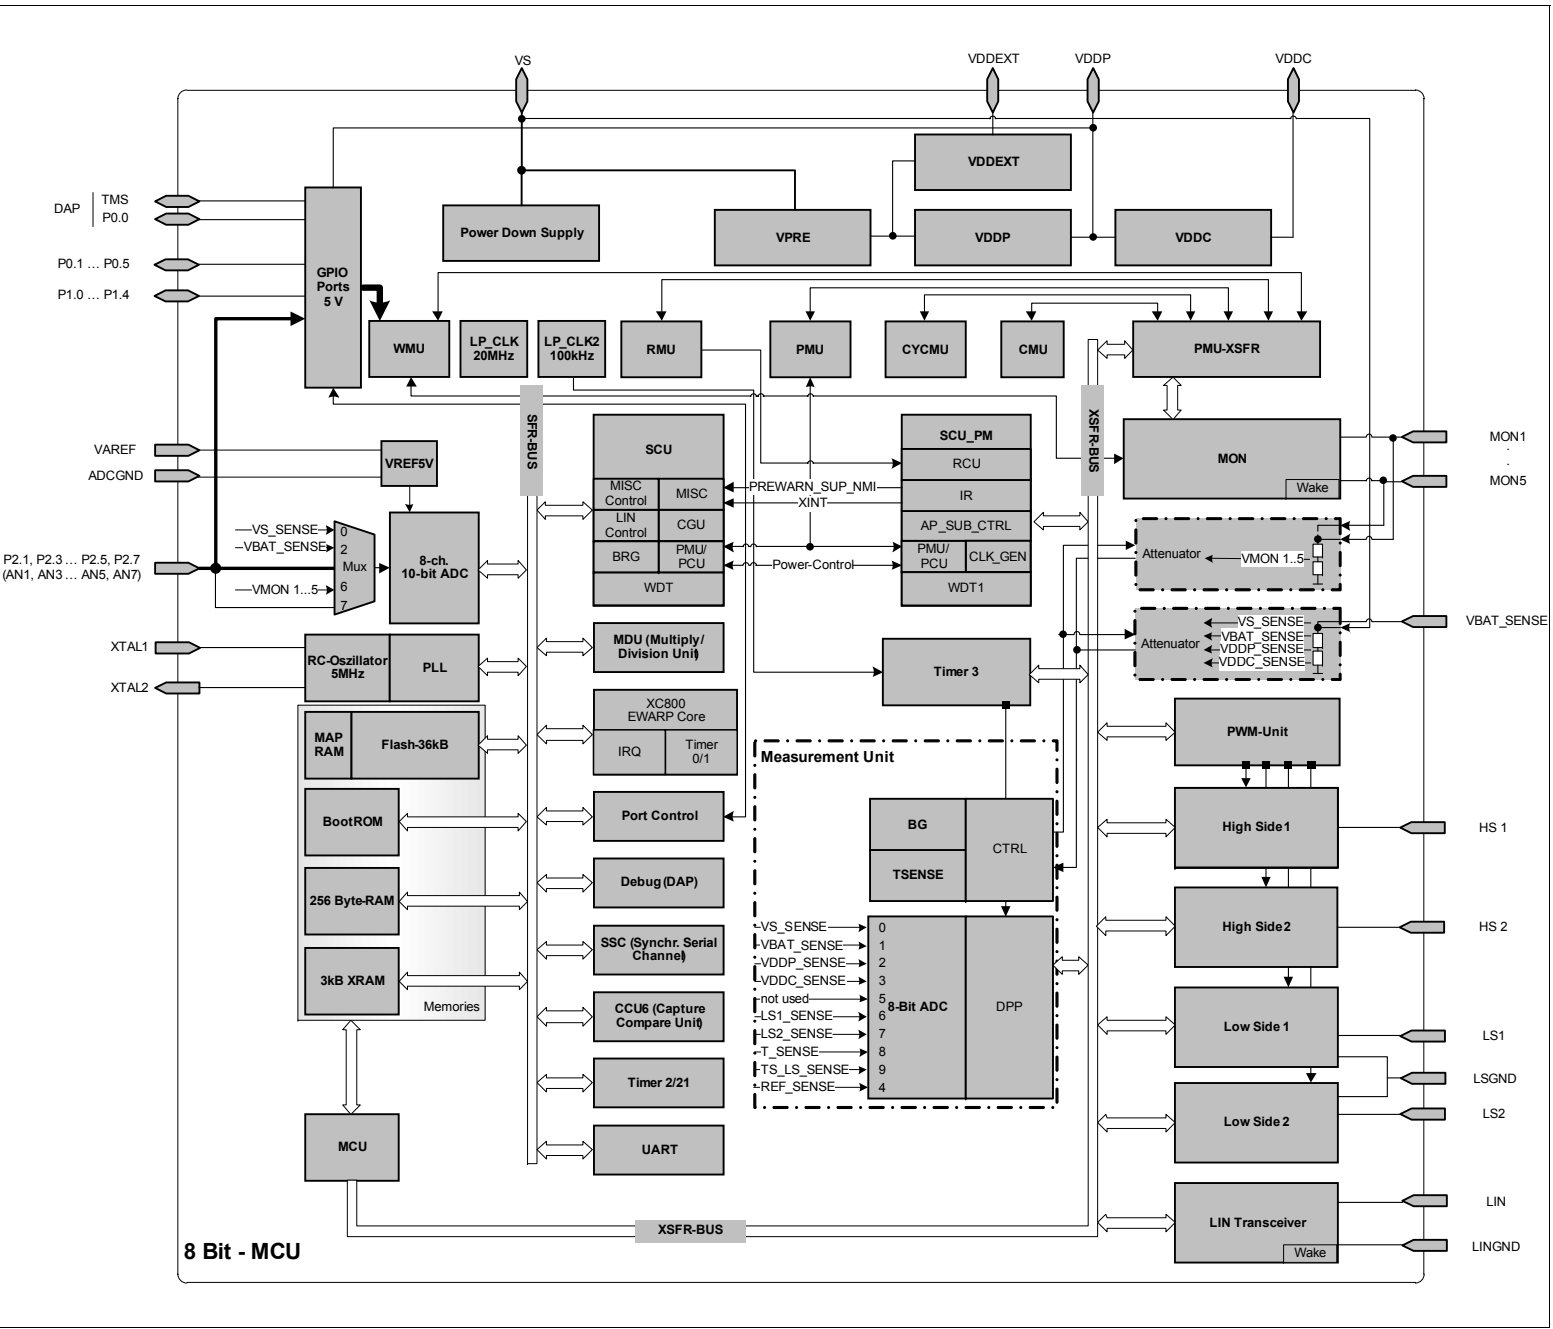 VS
VDDEXT
VDDP
VDDC
VDDEXT
DAP
TMS
P0.0
Power Down Supply
VPRE
VDDP
VDDC
P0.1 ... P0.5
P1.0 ... P1.4
GPIO
Ports
5 V
WMU
LP_CLK
20MHz
LP_CLK2
100kHz
RMU
PMU
CYCMU
CMU
PMU-XSFR
SFR-BUS
XSFR-BUS
SCU
MISC
Control
MISC
LIN
Control
CGU
BRG
PMU/
PCU
WDT
PREWARN_SUP_NMI
XINT
Power-Control
SCU_PM
RCU
IR
AP_SUB_CTRL
PMU/
PCU
CLK_GEN
WDT1
MON
Wake
MON1
.
.
MON5
VAREF
ADCGND
VREF5V
VS_SENSE
VBAT_SENSE
VMON 1...5
0
2
Mux
6
7
8-ch.
10-bit ADC
P2.1, P2.3 ... P2.5, P2.7
(AN1, AN3 ... AN5, AN7)
Attenuator
VMON 1..5
Attenuator
VS_SENSE
VBAT_SENSE
VDDP_SENSE
VDDC_SENSE
VBAT_SENSE
XTAL1
XTAL2
RC-Oszillator
5MHz
PLL
MDU (Multiply/
Division Unit)
Timer 3
MAP
RAM
Flash-36kB
XC800
EWARP Core
IRQ
Timer
0/1
PWM-Unit
Measurement Unit
BootROM
Port Control
BG
TSENSE
CTRL
High Side 1
HS 1
256 Byte-RAM
Debug (DAP)
3kB XRAM
Memories
SSC (Synchr. Serial
Channel)
VS_SENSE
VBAT_SENSE
VDDP_SENSE
VDDC_SENSE
not used
LS1_SENSE
LS2_SENSE
T_SENSE
TS_LS_SENSE
REF_SENSE
0
1
2
3
5
6
7
8
9
4
8-Bit ADC
DPP
High Side 2
HS 2
CCU6 (Capture
Compare Unit)
Low Side 1
LS1
LSGND
Timer 2/21
Low Side 2
LS2
MCU
UART
LIN Transceiver
Wake
LIN
LINGND
XSFR-BUS
8 Bit - MCU